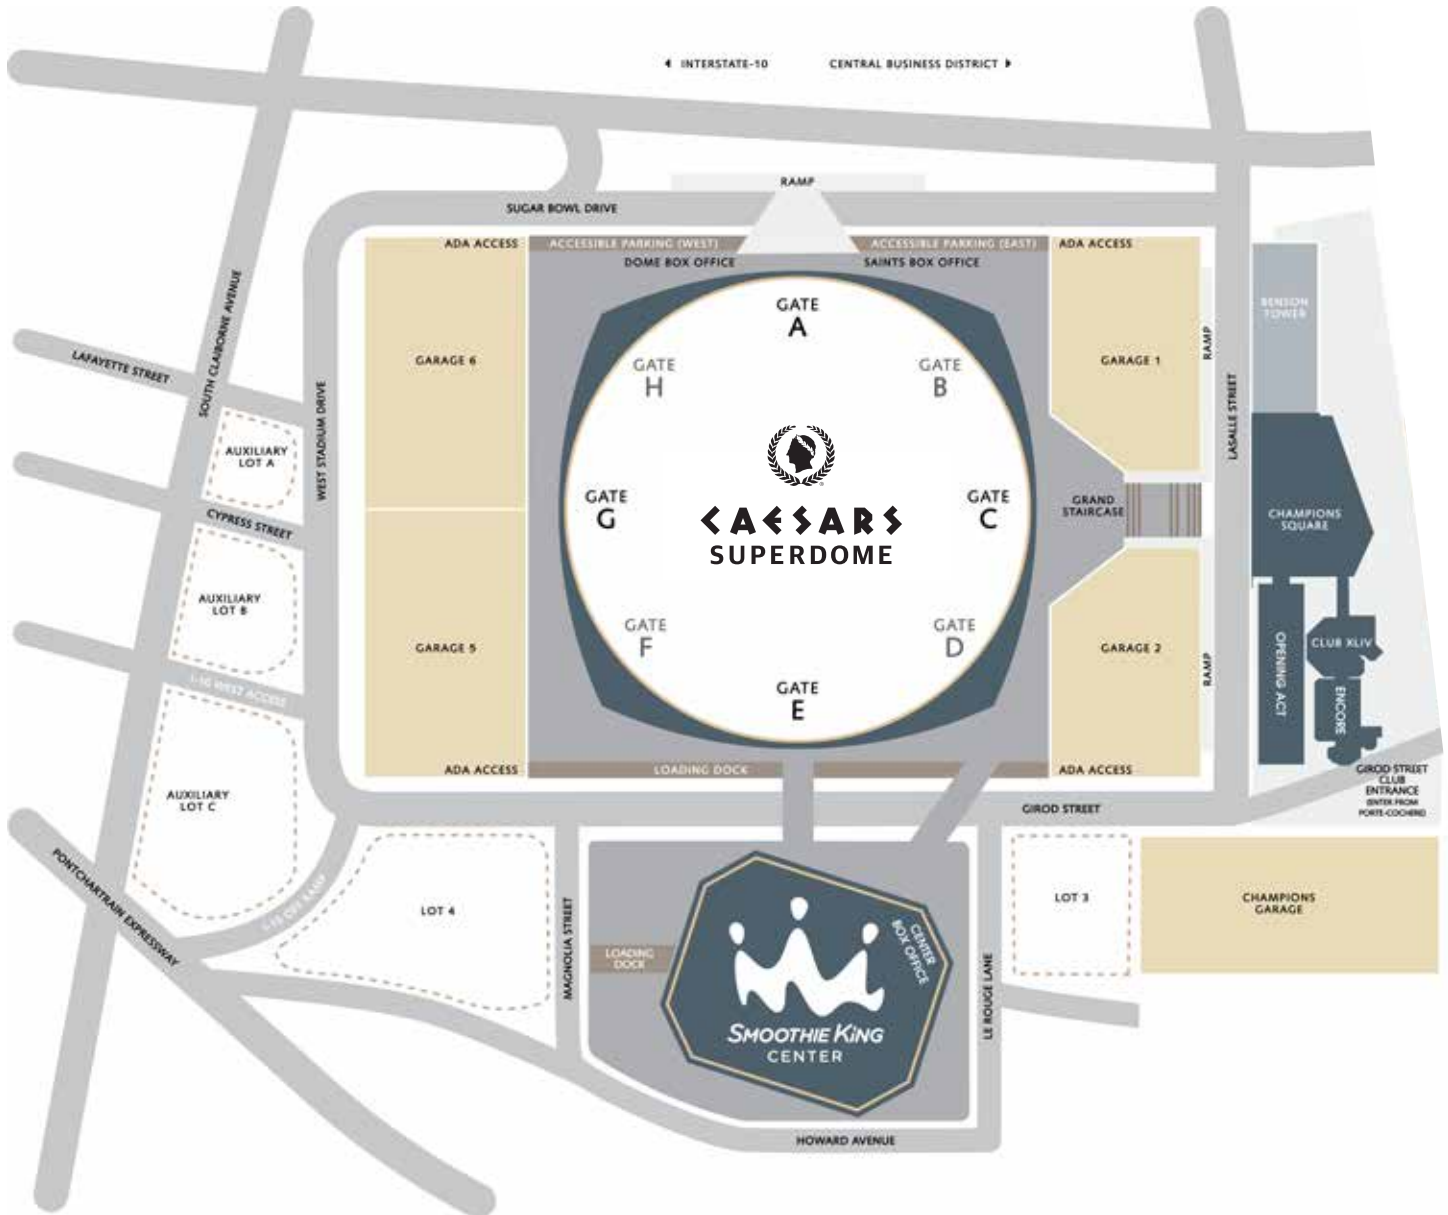 INTERSTATE-10
CENTRAL BUSINESS DISTRICT
RAMP
SUGAR BOWL DRIVE
ADA ACCESS
ACCESSIBLE PARKING (WEST)
ACCESSIBLE PARKING (EAST)
ADA ACCESS
DOME BOX OFFICE
SAINTS BOX OFFICE
SOUTH CLAIBORNE AVENUE
LAFAYETTE STREET
WEST STADIUM DRIVE
GARAGE 6
GATE
A
GATE
H
GATE
B
GARAGE 1
RAMP
LASALLE STREET
BENSON
TOWER
AUXILIARY
LOT A
CYPRESS STREET
GATE
G
CAESARS
SUPERDOME
GATE
C
GRAND
STAIRCASE
CHAMPIONS
SQUARE
AUXILIARY
LOT B
GARAGE 5
GATE
F
GATE
D
GATE
E
GARAGE 2
RAMP
OPENING ACT
CLUB XLIV
ENCORE
I-10 WEST ACCESS
ADA ACCESS
LOADING DOCK
ADA ACCESS
GIROD STREET
CLUB
ENTRANCE
(ENTER FROM
PORTE-COCHERE)
AUXILIARY
LOT C
GIROD STREET
PONTCHARTRAIN EXPRESSWAY
I-10 ON RAMP
LOT 4
MAGNOLIA STREET
LOADING
DOCK
CENTER
BOX OFFICE
SMOOTHIE KING
CENTER
LE ROUGE LANE
LOT 3
CHAMPIONS
GARAGE
HOWARD AVENUE